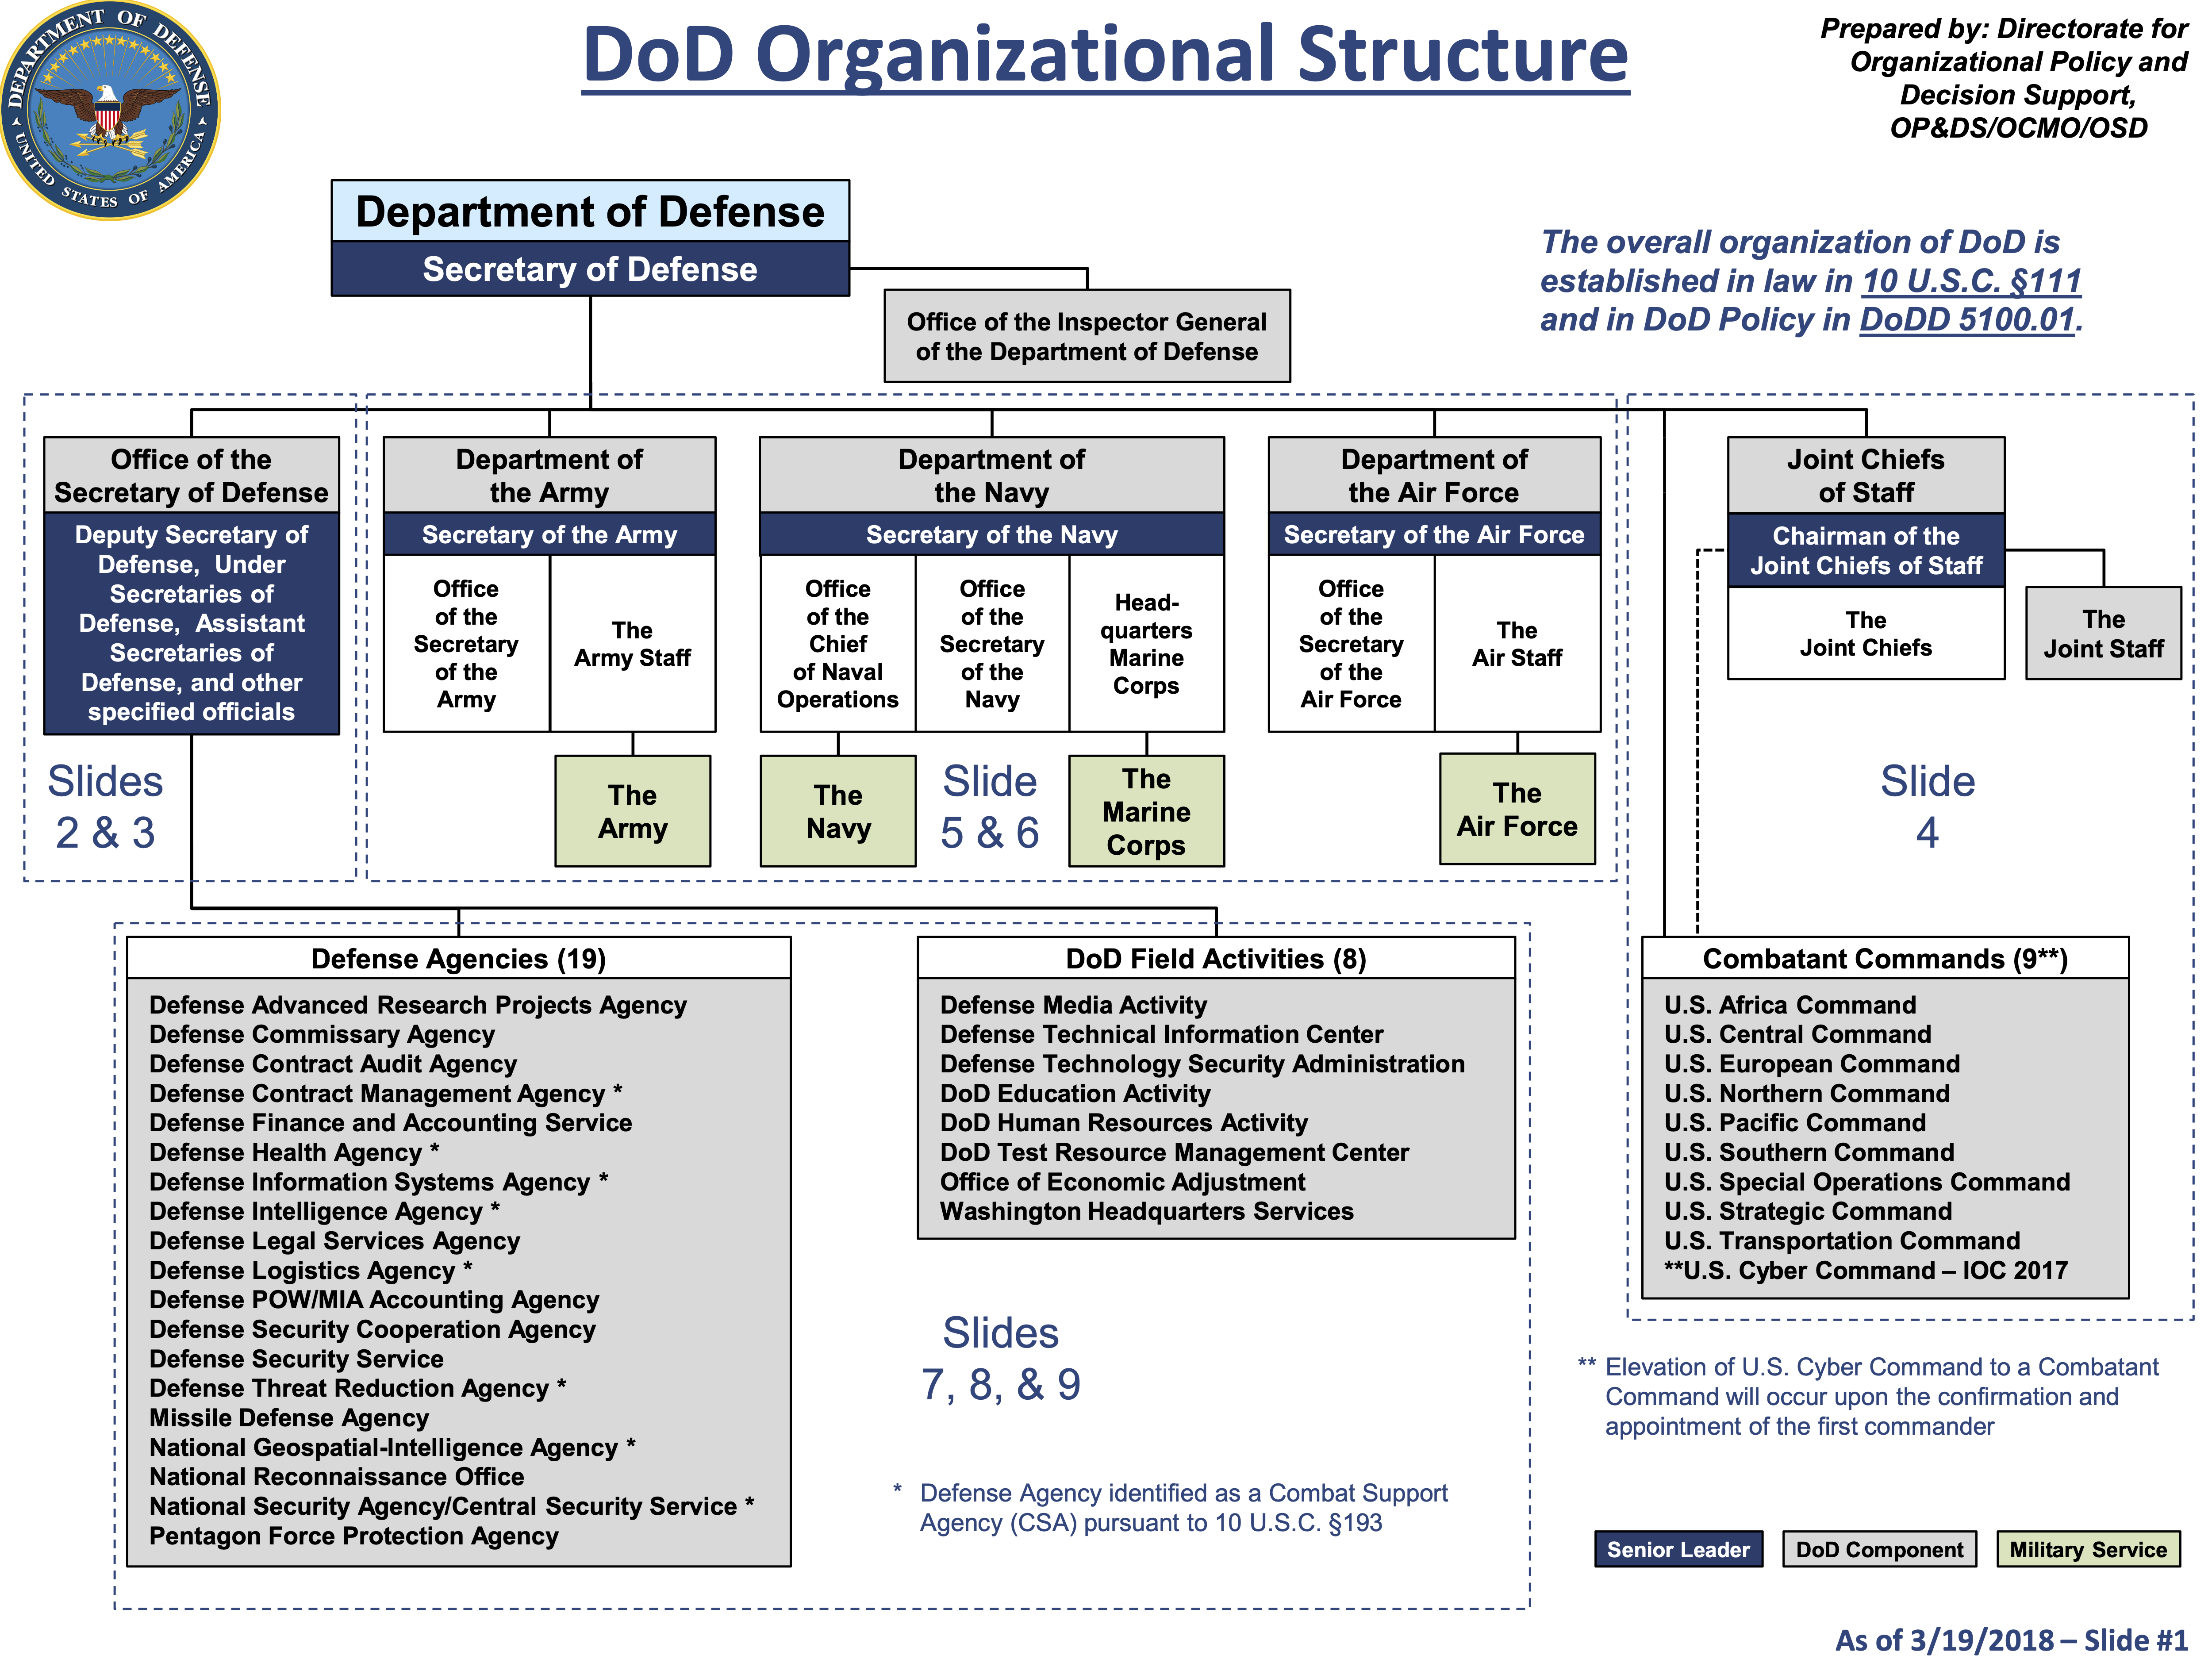 DEPARTMENT OF DEFENSE
UNITED STATES OF AMERICA
DoD Organizational Structure
Prepared by: Directorate for
Organizational Policy and
Decision Support,
OP&DS/OCMO/OSD
Department of Defense
Secretary of Defense
Office of the Inspector General
of the Department of Defense
The overall organization of DoD is
established in law in 10 U.S.C. §111
and in DoD Policy in DoDD 5100.01.
Office of the
Secretary of Defense
Deputy Secretary of
Defense, Under
Secretaries of
Defense, Assistant
Secretaries of
Defense, and other
specified officials
Slides
2 & 3
Department of
the Army
Secretary of the Army
Office
of the
Secretary
of the
Army
The
Army Staff
The
Army
Department of
the Navy
Secretary of the Navy
Office
of the
Chief
of Naval
Operations
Office
of the
Secretary
of the
Navy
Head-
quarters
Marine
Corps
The
Navy
Slide
5 & 6
The
Marine
Corps
Department of
the Air Force
Secretary of the Air Force
Office
of the
Secretary
of the
Air Force
The
Air Staff
The
Air Force
Joint Chiefs
of Staff
Chairman of the
Joint Chiefs of Staff
The
Joint Chiefs
The
Joint Staff
Slide
4
Defense Agencies (19)
Defense Advanced Research Projects Agency
Defense Commissary Agency
Defense Contract Audit Agency
Defense Contract Management Agency *
Defense Finance and Accounting Service
Defense Health Agency *
Defense Information Systems Agency *
Defense Intelligence Agency *
Defense Legal Services Agency
Defense Logistics Agency *
Defense POW/MIA Accounting Agency
Defense Security Cooperation Agency
Defense Security Service
Defense Threat Reduction Agency *
Missile Defense Agency
National Geospatial-Intelligence Agency *
National Reconnaissance Office
National Security Agency/Central Security Service *
Pentagon Force Protection Agency
DoD Field Activities (8)
Defense Media Activity
Defense Technical Information Center
Defense Technology Security Administration
DoD Education Activity
DoD Human Resources Activity
DoD Test Resource Management Center
Office of Economic Adjustment
Washington Headquarters Services
Slides
7, 8, & 9
* Defense Agency identified as a Combat Support
Agency (CSA) pursuant to 10 U.S.C. §193
Combatant Commands (9**)
U.S. Africa Command
U.S. Central Command
U.S. European Command
U.S. Northern Command
U.S. Pacific Command
U.S. Southern Command
U.S. Special Operations Command
U.S. Strategic Command
U.S. Transportation Command
**U.S. Cyber Command – IOC 2017
** Elevation of U.S. Cyber Command to a Combatant
Command will occur upon the confirmation and
appointment of the first commander
Senior Leader
DoD Component
Military Service
As of 3/19/2018 – Slide #1